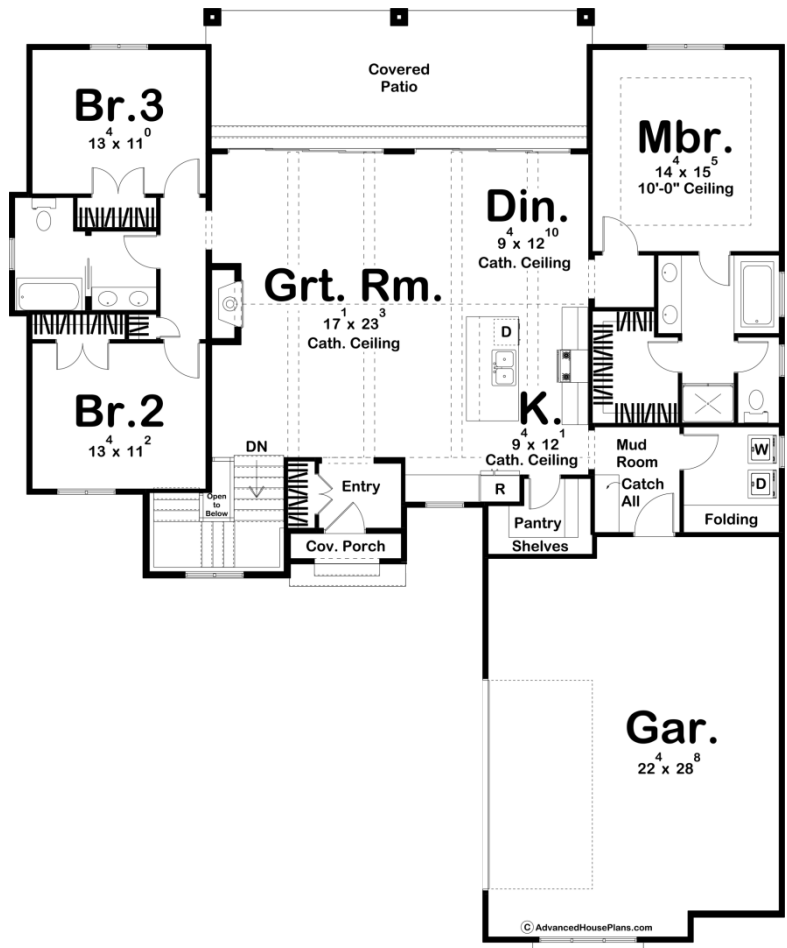 Covered
Patio
Br.3
13⁴ x 11⁰
Mbr.
14⁴ x 15⁵
10'-0" Ceiling
Din.
9⁴ x 12¹⁰
Cath. Ceiling
Grt. Rm.
17¹ x 23³
Cath. Ceiling
D
Br.2
13⁴ x 11²
K.
9⁴ x 12¹
Cath. Ceiling
DN
Open
to
Below
Entry
Cov. Porch
R
Pantry
Shelves
Mud
Room
Catch
All
W
D
Folding
Gar.
22⁴ x 28⁸
© AdvancedHousePlans.com